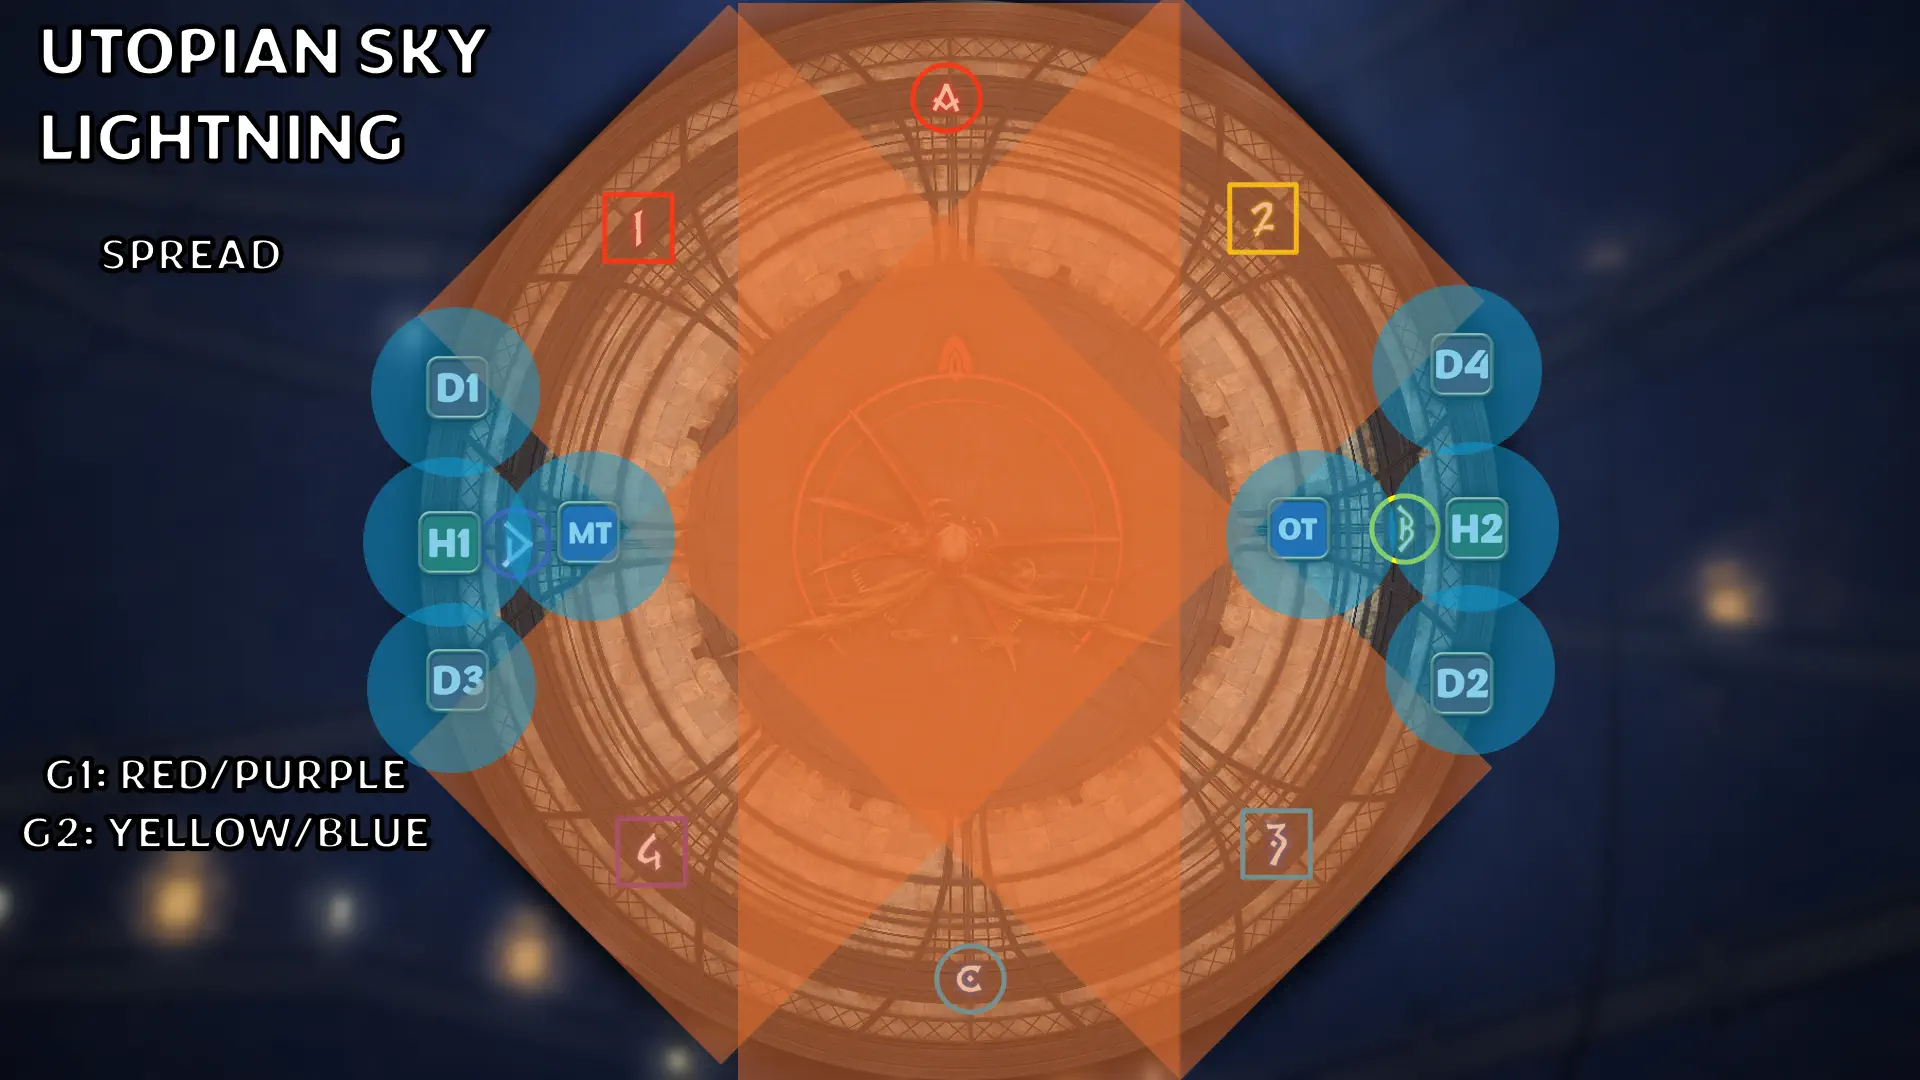 UTOPIAN SKY
LIGHTNING
SPREAD
A
1
2
D1
D4
H1
D
MT
OT
B
H2
D3
D2
G1: RED/PURPLE
G2: YELLOW/BLUE
4
3
C